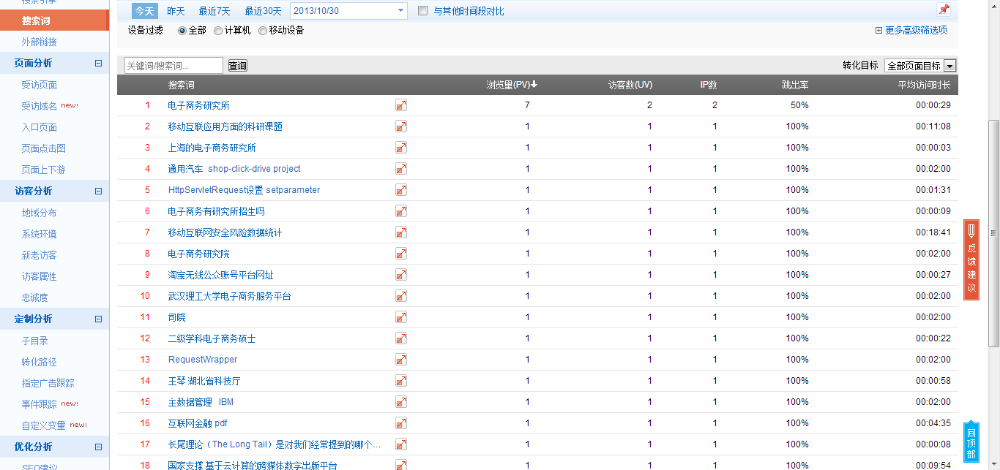 搜索引擎
搜索词
外部链接
页面分析
受访页面
受访域名 new!
入口页面
页面点击图
页面上下游
访客分析
地域分布
系统环境
新老访客
访客属性
忠诚度
定制分析
子目录
转化路径
指定广告跟踪
事件跟踪 new!
自定义变量 new!
优化分析
SEO建议
今天 昨天 最近7天 最近30天 2013/10/30 与其他时间段对比
设备过滤 全部 计算机 移动设备 更多高级筛选项
关键词/搜索词... 查询 转化目标 全部页面目标
搜索词 浏览量(PV) 访客数(UV) IP数 跳出率 平均访问时长
1 电子商务研究所 7 2 2 50% 00:00:29
2 移动互联应用方面的科研课题 1 1 1 100% 00:11:08
3 上海的电子商务研究所 1 1 1 100% 00:00:03
4 通用汽车 shop-click-drive project 1 1 1 100% 00:02:00
5 HttpServletRequest设置 setparameter 1 1 1 100% 00:01:31
6 电子商务有研究所招生吗 1 1 1 100% 00:00:09
7 移动互联网安全风险数据统计 1 1 1 100% 00:18:41
8 电子商务研究院 1 1 1 100% 00:02:00
9 淘宝无线公众账号平台网址 1 1 1 100% 00:00:27
10 武汉理工大学电子商务服务平台 1 1 1 100% 00:02:00
11 司晓 1 1 1 100% 00:02:00
12 二级学科电子商务硕士 1 1 1 100% 00:00:22
13 RequestWrapper 1 1 1 100% 00:02:00
14 王琴 湖北省科技厅 1 1 1 100% 00:00:58
15 主数据管理 IBM 1 1 1 100% 00:02:00
16 互联网金融 pdf 1 1 1 100% 00:04:35
17 长尾理论（The Long Tail）是对我们经常提到的哪个... 1 1 1 100% 00:00:08
18 国家支撑 基于云计算的跨媒体数字出版平台 1 1 1 100% 00:09:54
反馈建议
回顶部